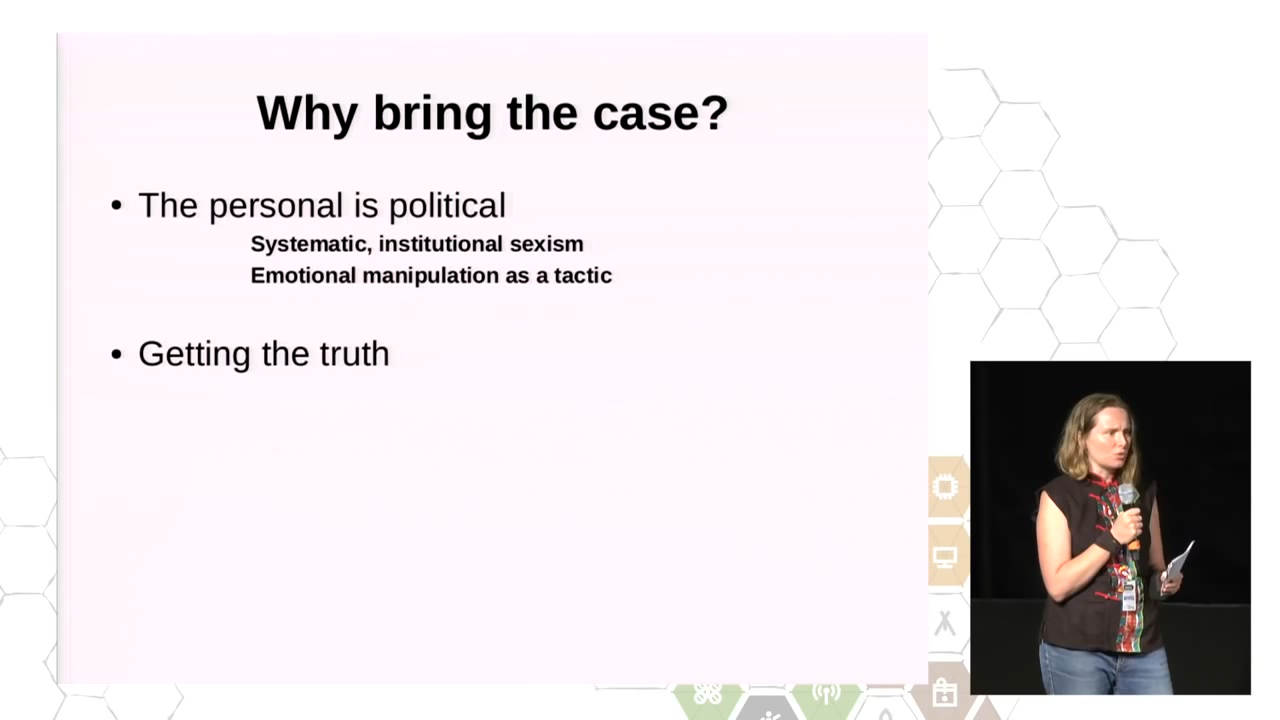 Why bring the case?
• The personal is political
Systematic, institutional sexism
Emotional manipulation as a tactic
• Getting the truth